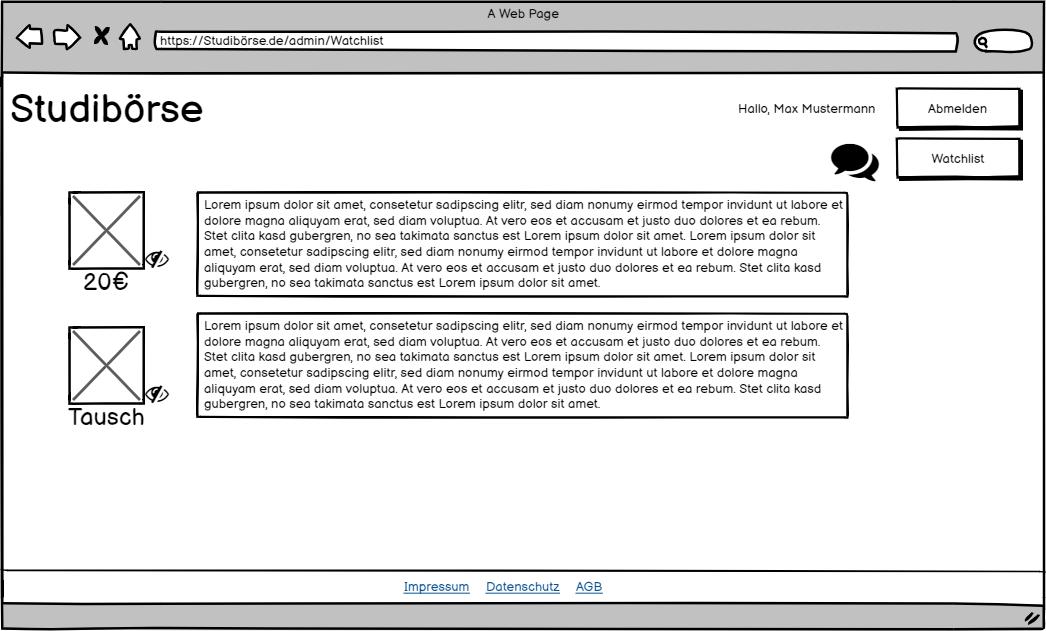 A Web Page
https://Studibörse.de/admin/Watchlist
Studibörse
Hallo, Max Mustermann
Abmelden
Watchlist
Lorem ipsum dolor sit amet, consetetur sadipscing elitr, sed diam nonumy eirmod tempor invidunt ut labore et
dolore magna aliquyam erat, sed diam voluptua. At vero eos et accusam et justo duo dolores et ea rebum.
Stet clita kasd gubergren, no sea takimata sanctus est Lorem ipsum dolor sit amet. Lorem ipsum dolor sit
amet, consetetur sadipscing elitr, sed diam nonumy eirmod tempor invidunt ut labore et dolore magna
aliquyam erat, sed diam voluptua. At vero eos et accusam et justo duo dolores et ea rebum. Stet clita kasd
gubergren, no sea takimata sanctus est Lorem ipsum dolor sit amet.
20€
Lorem ipsum dolor sit amet, consetetur sadipscing elitr, sed diam nonumy eirmod tempor invidunt ut labore et
dolore magna aliquyam erat, sed diam voluptua. At vero eos et accusam et justo duo dolores et ea rebum.
Stet clita kasd gubergren, no sea takimata sanctus est Lorem ipsum dolor sit amet. Lorem ipsum dolor sit
amet, consetetur sadipscing elitr, sed diam nonumy eirmod tempor invidunt ut labore et dolore magna
aliquyam erat, sed diam voluptua. At vero eos et accusam et justo duo dolores et ea rebum. Stet clita kasd
gubergren, no sea takimata sanctus est Lorem ipsum dolor sit amet.
Tausch
Impressum Datenschutz AGB